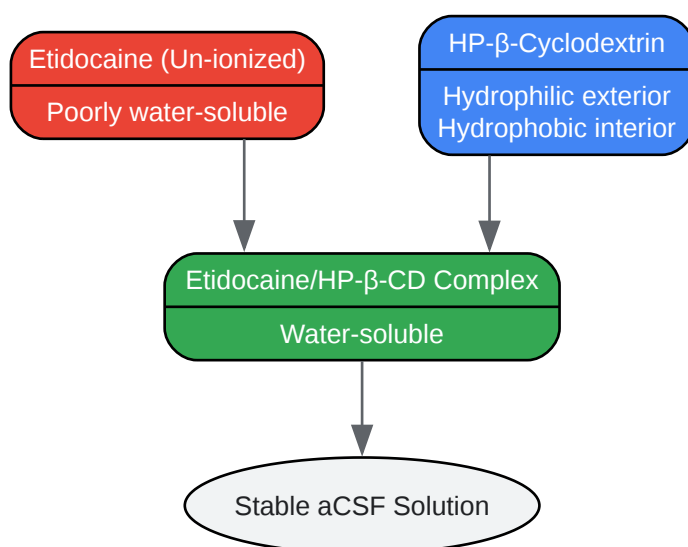 Etidocaine (Un-ionized)
Poorly water-soluble
HP-β-Cyclodextrin
Hydrophilic exterior
Hydrophobic interior
Etidocaine/HP-β-CD Complex
Water-soluble
Stable aCSF Solution